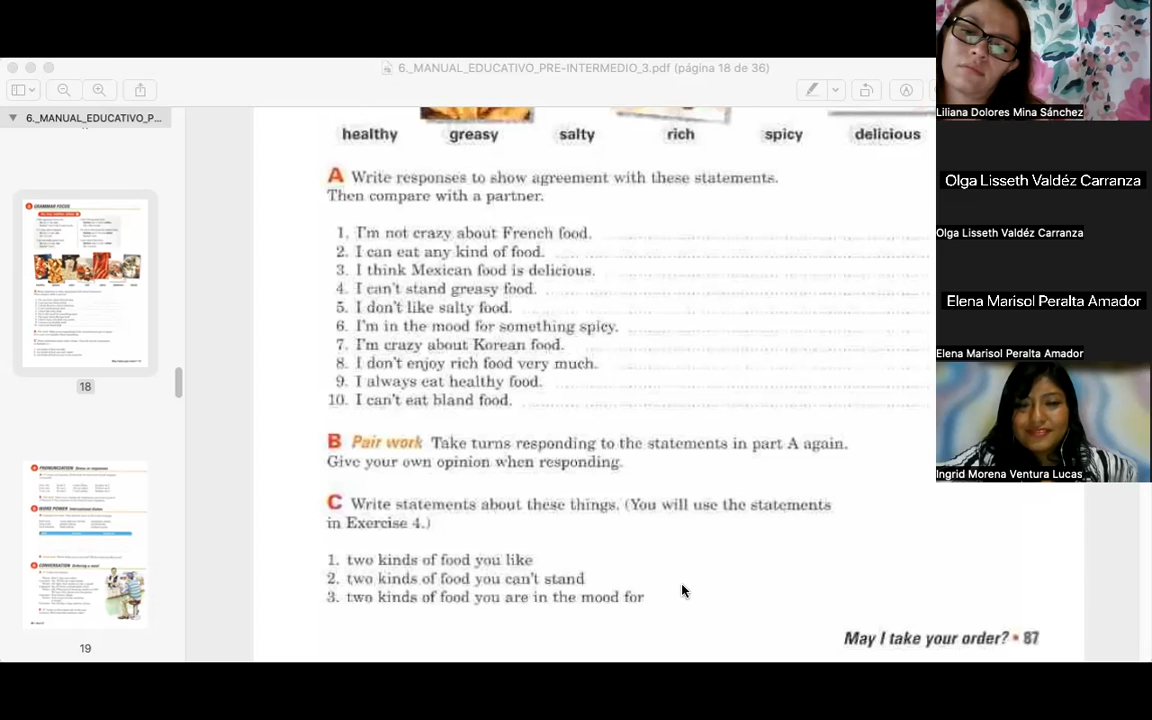 6._MANUAL_EDUCATIVO_PRE-INTERMEDIO_3.pdf (página 18 de 36)
6._MANUAL_EDUCATIVO_P...
18
19
healthy greasy salty rich spicy delicious
A Write responses to show agreement with these statements.
Then compare with a partner.
1. I'm not crazy about French food.
2. I can eat any kind of food.
3. I think Mexican food is delicious.
4. I can't stand greasy food.
5. I don't like salty food.
6. I'm in the mood for something spicy.
7. I'm crazy about Korean food.
8. I don't enjoy rich food very much.
9. I always eat healthy food.
10. I can't eat bland food.
B Pair work Take turns responding to the statements in part A again.
Give your own opinion when responding.
C Write statements about these things. (You will use the statements
in Exercise 4.)
1. two kinds of food you like
2. two kinds of food you can't stand
3. two kinds of food you are in the mood for
May I take your order? • 87
Liliana Dolores Mina Sánchez
Olga Lisseth Valdéz Carranza
Olga Lisseth Valdéz Carranza
Elena Marisol Peralta Amador
Elena Marisol Peralta Amador
Ingrid Morena Ventura Lucas